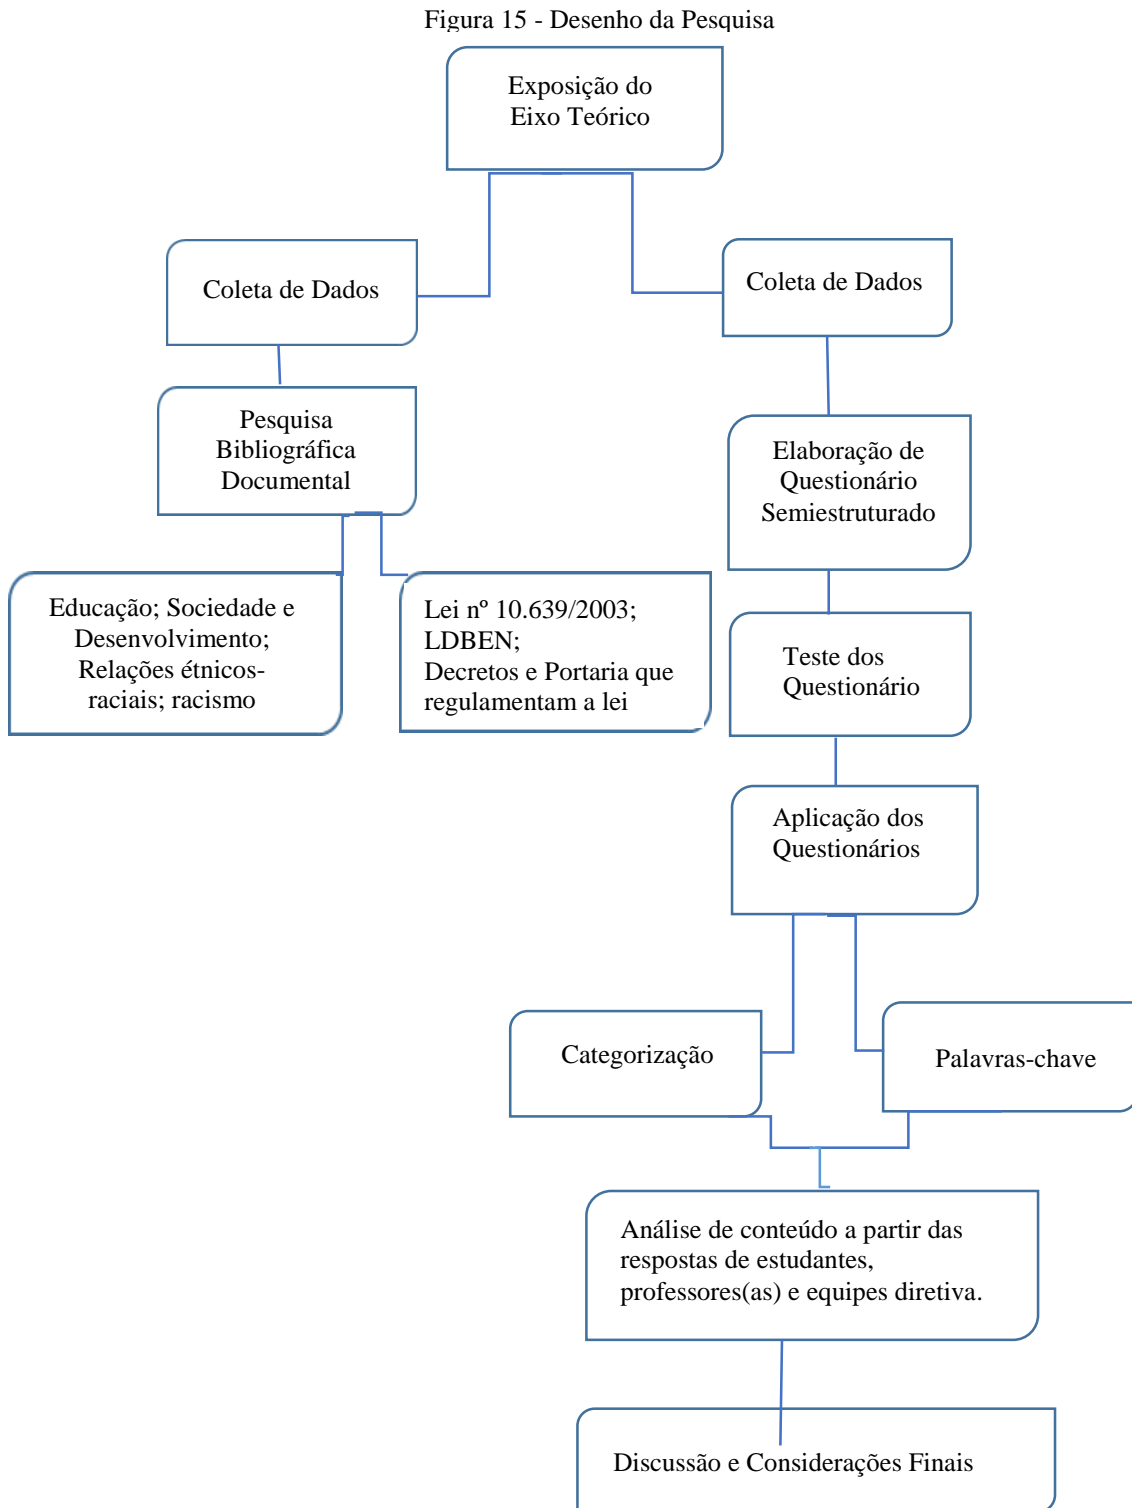 Figura 15 - Desenho da Pesquisa
Exposição do
Eixo Teórico
Coleta de Dados
Coleta de Dados
Pesquisa
Bibliográfica
Documental
Elaboração de
Questionário
Semiestruturado
Educação; Sociedade e
Desenvolvimento;
Relações étnicos-
raciais; racismo
Lei nº 10.639/2003;
LDBEN;
Decretos e Portaria que
regulamentam a lei
Teste dos
Questionário
Aplicação dos
Questionários
Categorização
Palavras-chave
Análise de conteúdo a partir das
respostas de estudantes,
professores(as) e equipes diretiva.
Discussão e Considerações Finais